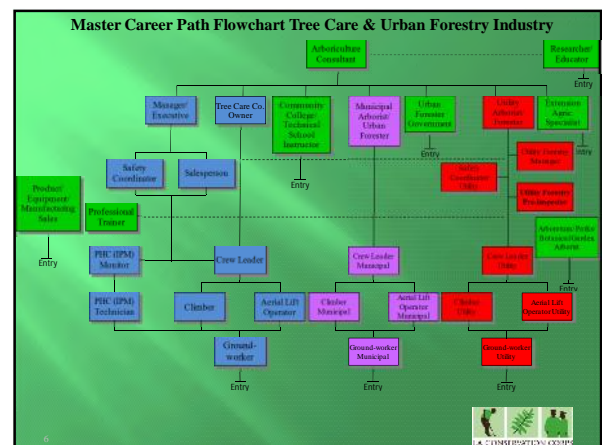 Master Career Path Flowchart Tree Care & Urban Forestry Industry
Arboriculture
Consultant
Researcher/
Educator
Entry
Manager/
Executive
Tree Care Co.
Owner
Community
College/
Technical
School
Instructor
Municipal
Arborist/
Urban
Forester
Urban
Forester
Government
Utility
Arborist/
Forester
Extension
Agric
Specialist
Entry
Entry
Entry
Safety
Coordinator
Salesperson
Safety
Coordinator
Utility
Utility Forestry
Manager
Utility Forestry
Pre-Inspector
Product/
Equipment/
Manufacturing
Sales
Entry
Professional
Trainer
Arboretum/Parks/
Botanical/Garden
Arborist
Entry
PHC (IPM)
Monitor
Crew Leader
Crew Leader
Municipal
Crew Leader
Utility
PHC (IPM)
Technician
Climber
Aerial Lift
Operator
Climber
Municipal
Aerial Lift
Operator
Municipal
Climber
Utility
Aerial Lift
Operator Utility
Ground-
worker
Ground-worker
Municipal
Ground-worker
Utility
Entry
Entry
Entry
6
LA CONSERVATION CORPS